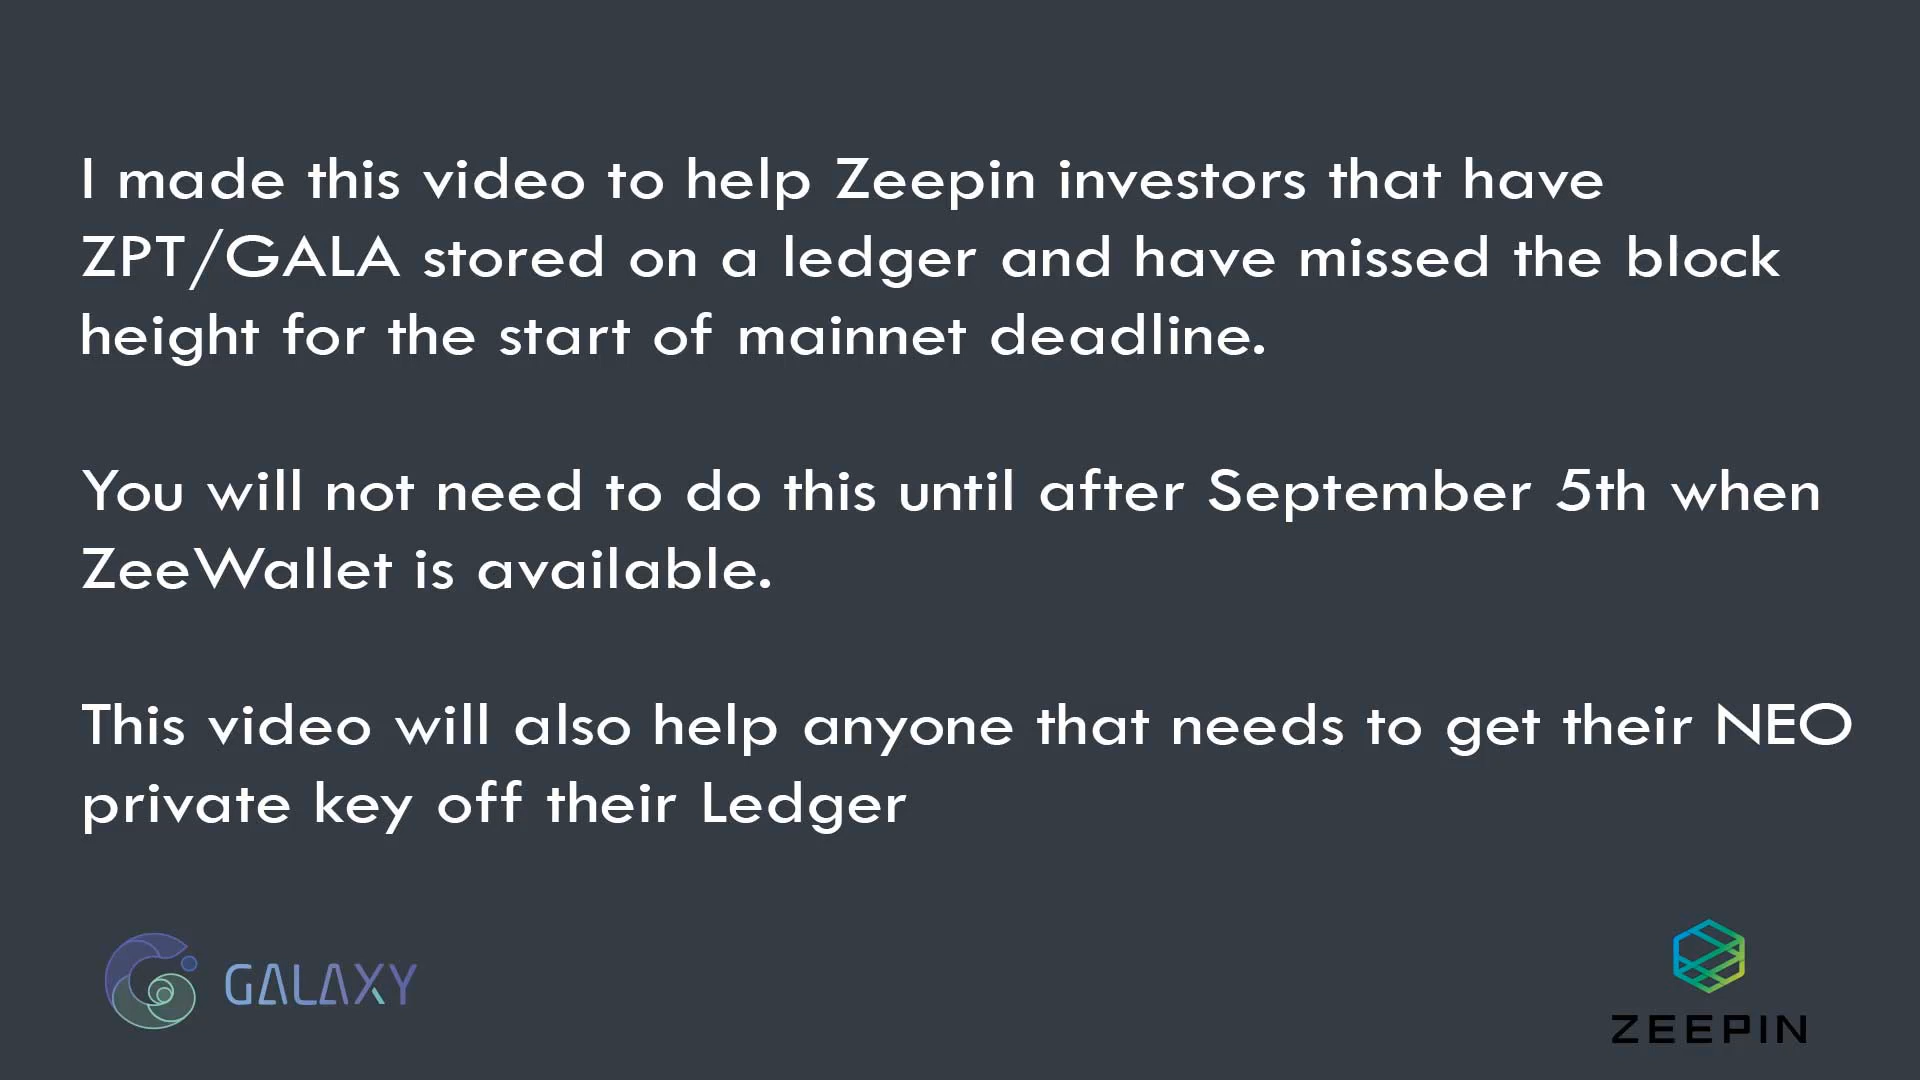 I made this video to help Zeepin investors that have
ZPT/GALA stored on a ledger and have missed the block
height for the start of mainnet deadline.
You will not need to do this until after September 5th when
ZeeWallet is available.
This video will also help anyone that needs to get their NEO
private key off their Ledger
GALAXY
ZEEPIN